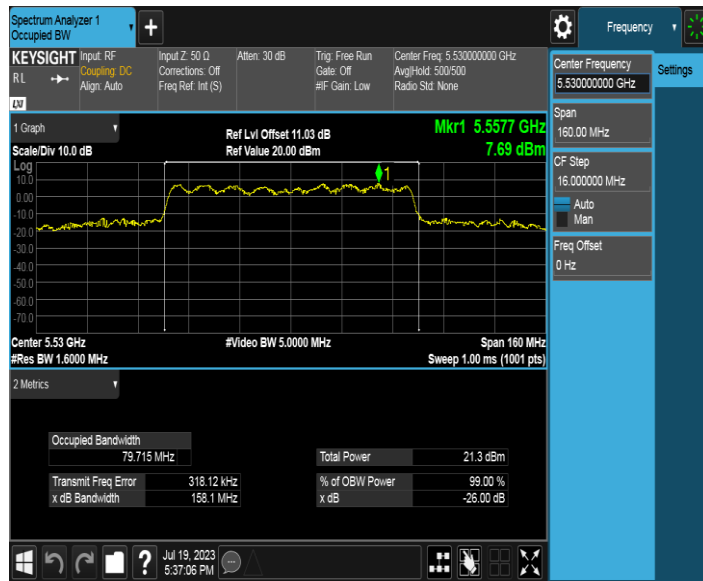 Spectrum Analyzer 1
Occupied BW
+
Frequency
KEYSIGHT
RL
LXI
Input: RF
Coupling: DC
Align: Auto
Input Z: 50 Ω
Corrections: Off
Freq Ref: Int (S)
Atten: 30 dB
Trig: Free Run
Gate: Off
#IF Gain: Low
Center Freq: 5.530000000 GHz
Avg|Hold: 500/500
Radio Std: None
Center Frequency
5.530000000 GHz
Settings
Span
160.00 MHz
CF Step
16.000000 MHz
Auto
Man
Freq Offset
0 Hz
1 Graph
Scale/Div 10.0 dB
Ref Lvl Offset 11.03 dB
Ref Value 20.00 dBm
Mkr1 5.5577 GHz
7.69 dBm
Log
10.0
0.00
-10.0
-20.0
-30.0
-40.0
-50.0
-60.0
-70.0
1
Center 5.53 GHz
#Video BW 5.0000 MHz
Span 160 MHz
#Res BW 1.6000 MHz
Sweep 1.00 ms (1001 pts)
2 Metrics
Occupied Bandwidth
79.715 MHz
Total Power 21.3 dBm
Transmit Freq Error 318.12 kHz
% of OBW Power 99.00 %
x dB Bandwidth 158.1 MHz
x dB -26.00 dB
?
Jul 19, 2023
5:37:06 PM